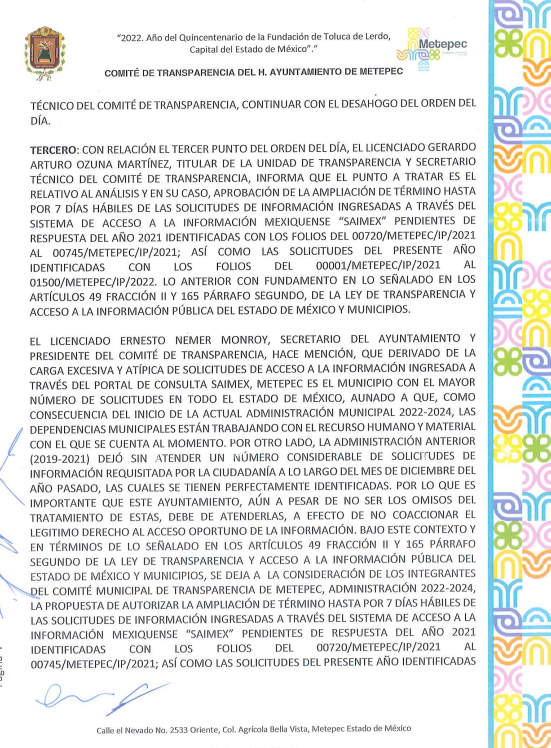 “2022. Año del Quincentenario de la Fundación de Toluca de Lerdo,
Capital del Estado de México”.”
Metepec
COMITÉ DE TRANSPARENCIA DEL H. AYUNTAMIENTO DE METEPEC
TÉCNICO DEL COMITÉ DE TRANSPARENCIA, CONTINUAR CON EL DESAHOGO DEL ORDEN DEL
DÍA.
TERCERO: CON RELACIÓN EL TERCER PUNTO DEL ORDEN DEL DÍA, EL LICENCIADO GERARDO
ARTURO OZUNA MARTÍNEZ, TITULAR DE LA UNIDAD DE TRANSPARENCIA Y SECRETARIO
TÉCNICO DEL COMITÉ DE TRANSPARENCIA, INFORMA QUE EL PUNTO A TRATAR ES EL
RELATIVO AL ANÁLISIS Y EN SU CASO, APROBACIÓN DE LA AMPLIACIÓN DE TÉRMINO HASTA
POR 7 DÍAS HÁBILES DE LAS SOLICITUDES DE INFORMACIÓN INGRESADAS A TRAVÉS DEL
SISTEMA DE ACCESO A LA INFORMACIÓN MEXIQUENSE “SAIMEX” PENDIENTES DE
RESPUESTA DEL AÑO 2021 IDENTIFICADAS CON LOS FOLIOS DEL 00720/METEPEC/IP/2021
AL 00745/METEPEC/IP/2021; ASÍ COMO LAS SOLICITUDES DEL PRESENTE AÑO
IDENTIFICADAS CON LOS FOLIOS DEL 00001/METEPEC/IP/2021 AL
01500/METEPEC/IP/2022. LO ANTERIOR CON FUNDAMENTO EN LO SEÑALADO EN LOS
ARTÍCULOS 49 FRACCIÓN II Y 165 PÁRRAFO SEGUNDO, DE LA LEY DE TRANSPARENCIA Y
ACCESO A LA INFORMACIÓN PÚBLICA DEL ESTADO DE MÉXICO Y MUNICIPIOS.
EL LICENCIADO ERNESTO NEMER MONROY, SECRETARIO DEL AYUNTAMIENTO Y
PRESIDENTE DEL COMITÉ DE TRANSPARENCIA, HACE MENCIÓN, QUE DERIVADO DE LA
CARGA EXCESIVA Y ATÍPICA DE SOLICITUDES DE ACCESO A LA INFORMACIÓN INGRESADA A
TRAVÉS DEL PORTAL DE CONSULTA SAIMEX, METEPEC ES EL MUNICIPIO CON EL MAYOR
NÚMERO DE SOLICITUDES EN TODO EL ESTADO DE MÉXICO, AUNADO A QUE, COMO
CONSECUENCIA DEL INICIO DE LA ACTUAL ADMINISTRACIÓN MUNICIPAL 2022-2024, LAS
DEPENDENCIAS MUNICIPALES ESTÁN TRABAJANDO CON EL RECURSO HUMANO Y MATERIAL
CON EL QUE SE CUENTA AL MOMENTO. POR OTRO LADO, LA ADMINISTRACIÓN ANTERIOR
(2019-2021) DEJÓ SIN ATENDER UN NÚMERO CONSIDERABLE DE SOLICITUDES DE
INFORMACIÓN REQUISITADA POR LA CIUDADANÍA A LO LARGO DEL MES DE DICIEMBRE DEL
AÑO PASADO, LAS CUALES SE TIENEN PERFECTAMENTE IDENTIFICADAS. POR LO QUE ES
IMPORTANTE QUE ESTE AYUNTAMIENTO, AÚN A PESAR DE NO SER LOS OMISOS DEL
TRATAMIENTO DE ESTAS, DEBE DE ATENDERLAS, A EFECTO DE NO COACCIONAR EL
LEGITIMO DERECHO AL ACCESO OPORTUNO DE LA INFORMACIÓN. BAJO ESTE CONTEXTO Y
EN TÉRMINOS DE LO SEÑALADO EN LOS ARTÍCULOS 49 FRACCIÓN II Y 165 PÁRRAFO
SEGUNDO DE LA LEY DE TRANSPARENCIA Y ACCESO A LA INFORMACIÓN PÚBLICA DEL
ESTADO DE MÉXICO Y MUNICIPIOS, SE DEJA A LA CONSIDERACIÓN DE LOS INTEGRANTES
DEL COMITÉ MUNICIPAL DE TRANSPARENCIA DE METEPEC, ADMINISTRACIÓN 2022-2024,
LA PROPUESTA DE AUTORIZAR LA AMPLIACIÓN DE TÉRMINO HASTA POR 7 DÍAS HÁBILES DE
LAS SOLICITUDES DE INFORMACIÓN INGRESADAS A TRAVÉS DEL SISTEMA DE ACCESO A LA
INFORMACIÓN MEXIQUENSE “SAIMEX” PENDIENTES DE RESPUESTA DEL AÑO 2021
IDENTIFICADAS CON LOS FOLIOS DEL 00720/METEPEC/IP/2021 AL
00745/METEPEC/IP/2021; ASÍ COMO LAS SOLICITUDES DEL PRESENTE AÑO IDENTIFICADAS
Calle el Nevado No. 2533 Oriente, Col. Agrícola Bella Vista, Metepec Estado de México